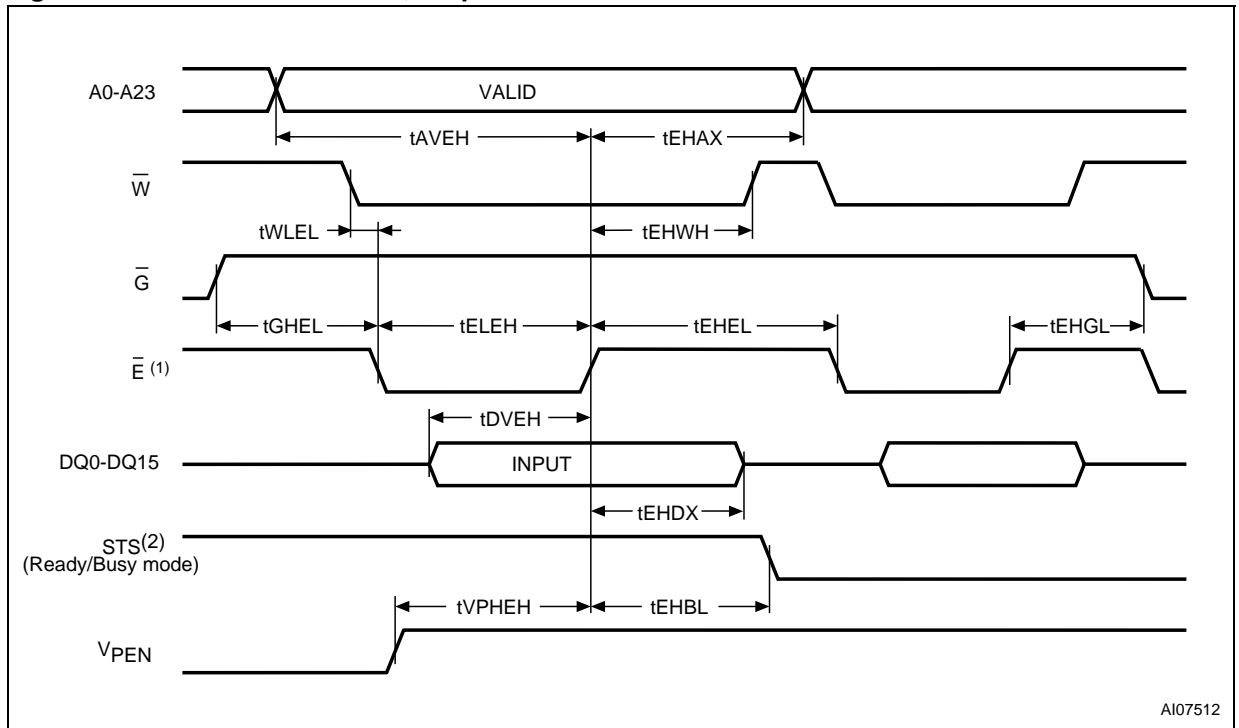 A0-A23
VALID
tAVEH
tEHAX
W
tWLEL
tEHWH
G
tGHEL
tELEH
tEHEL
tEHGL
E (1)
tDVEH
DQ0-DQ15
INPUT
tEHDX
STS(2)
(Ready/Busy mode)
tVPHEH
tEHBL
VPEN
AI07512